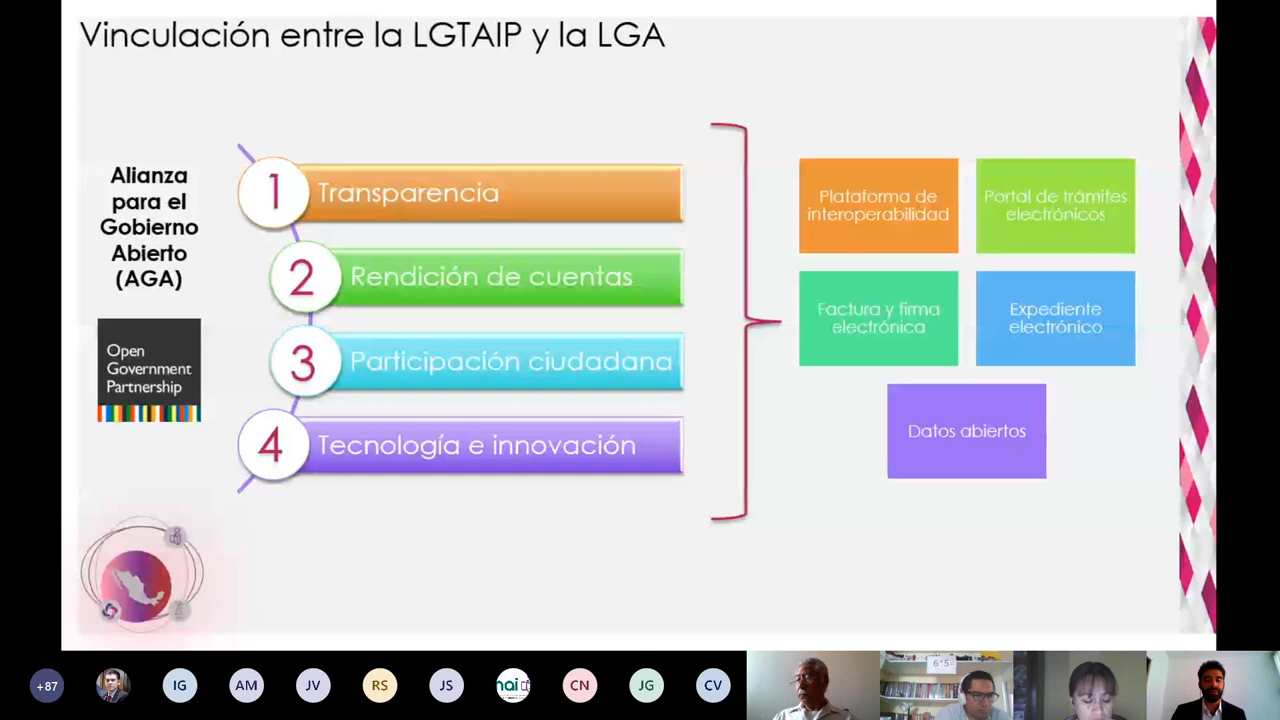 Vinculación entre la LGTAIP y la LGA
Alianza
para el
Gobierno
Abierto
(AGA)
Open
Government
Partnership
1
Transparencia
2
Rendición de cuentas
3
Participación ciudadana
4
Tecnología e innovación
Plataforma de
interoperabilidad
Portal de trámites
electrónicos
Factura y firma
electrónica
Expediente
electrónico
Datos abiertos
+87
IG
AM
JV
RS
JS
nai
CN
JG
CV